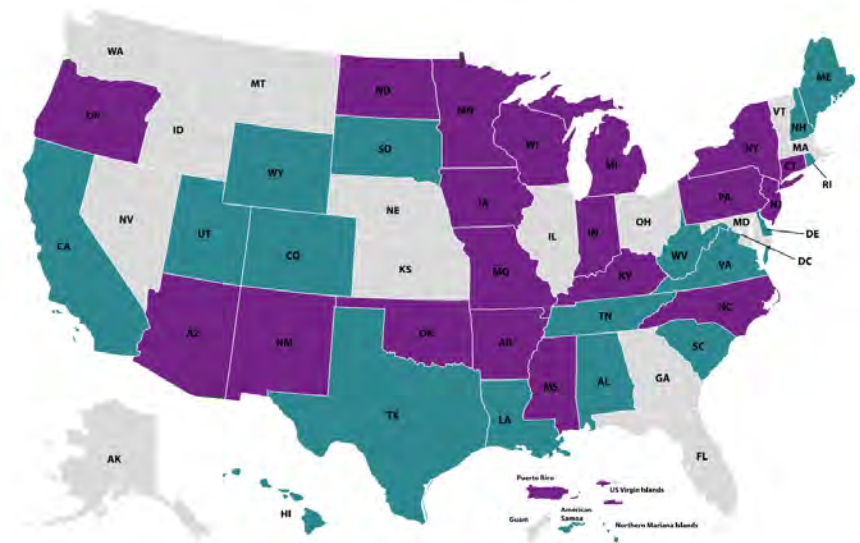 WA
MT
ND
MN
ME
OR
ID
SD
WI
MI
VT
NH
NY
MA
CT
RI
WY
NE
IA
PA
NJ
NV
UT
CO
IL
IN
OH
MD
DE
DC
CA
KS
MO
KY
WV
VA
AZ
NM
OK
AR
TN
NC
SC
TX
LA
MS
AL
GA
FL
AK
HI
Puerto Rico
US Virgin Islands
Guam
American
Samoa
Northern Mariana Islands